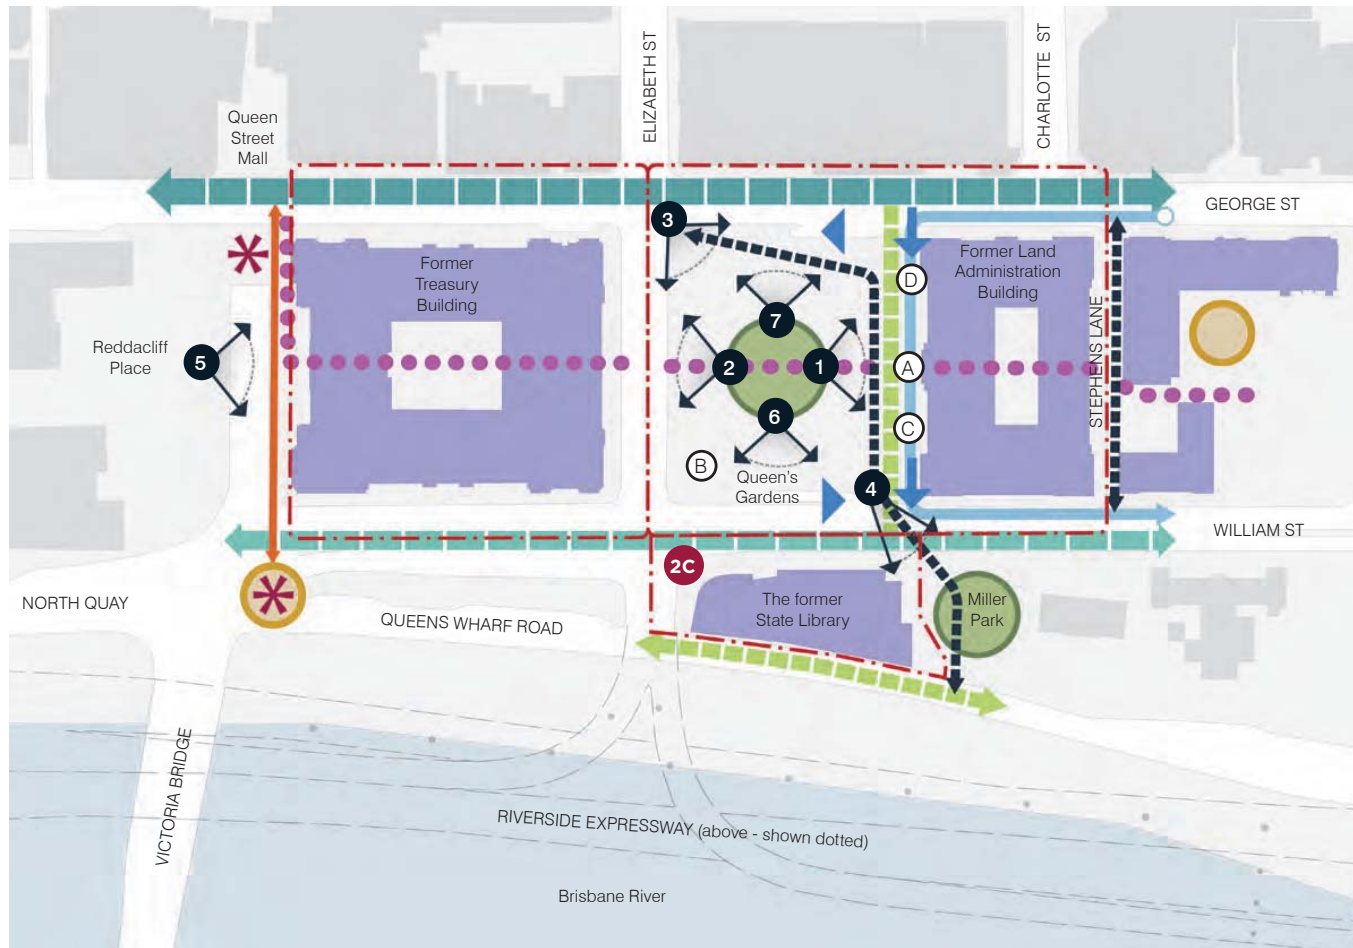 ELIZABETH ST
CHARLOTTE ST
Queen
Street
Mall
GEORGE ST
3
Former
Treasury
Building
Former Land
Administration
Building
D
7
STEPHENS LANE
Reddacliff
Place
5
2
1
A
6
C
B
Queen's
Gardens
4
WILLIAM ST
2C
NORTH QUAY
QUEENS WHARF ROAD
The former
State Library
Miller
Park
VICTORIA BRIDGE
RIVERSIDE EXPRESSWAY (above - shown dotted)
Brisbane River